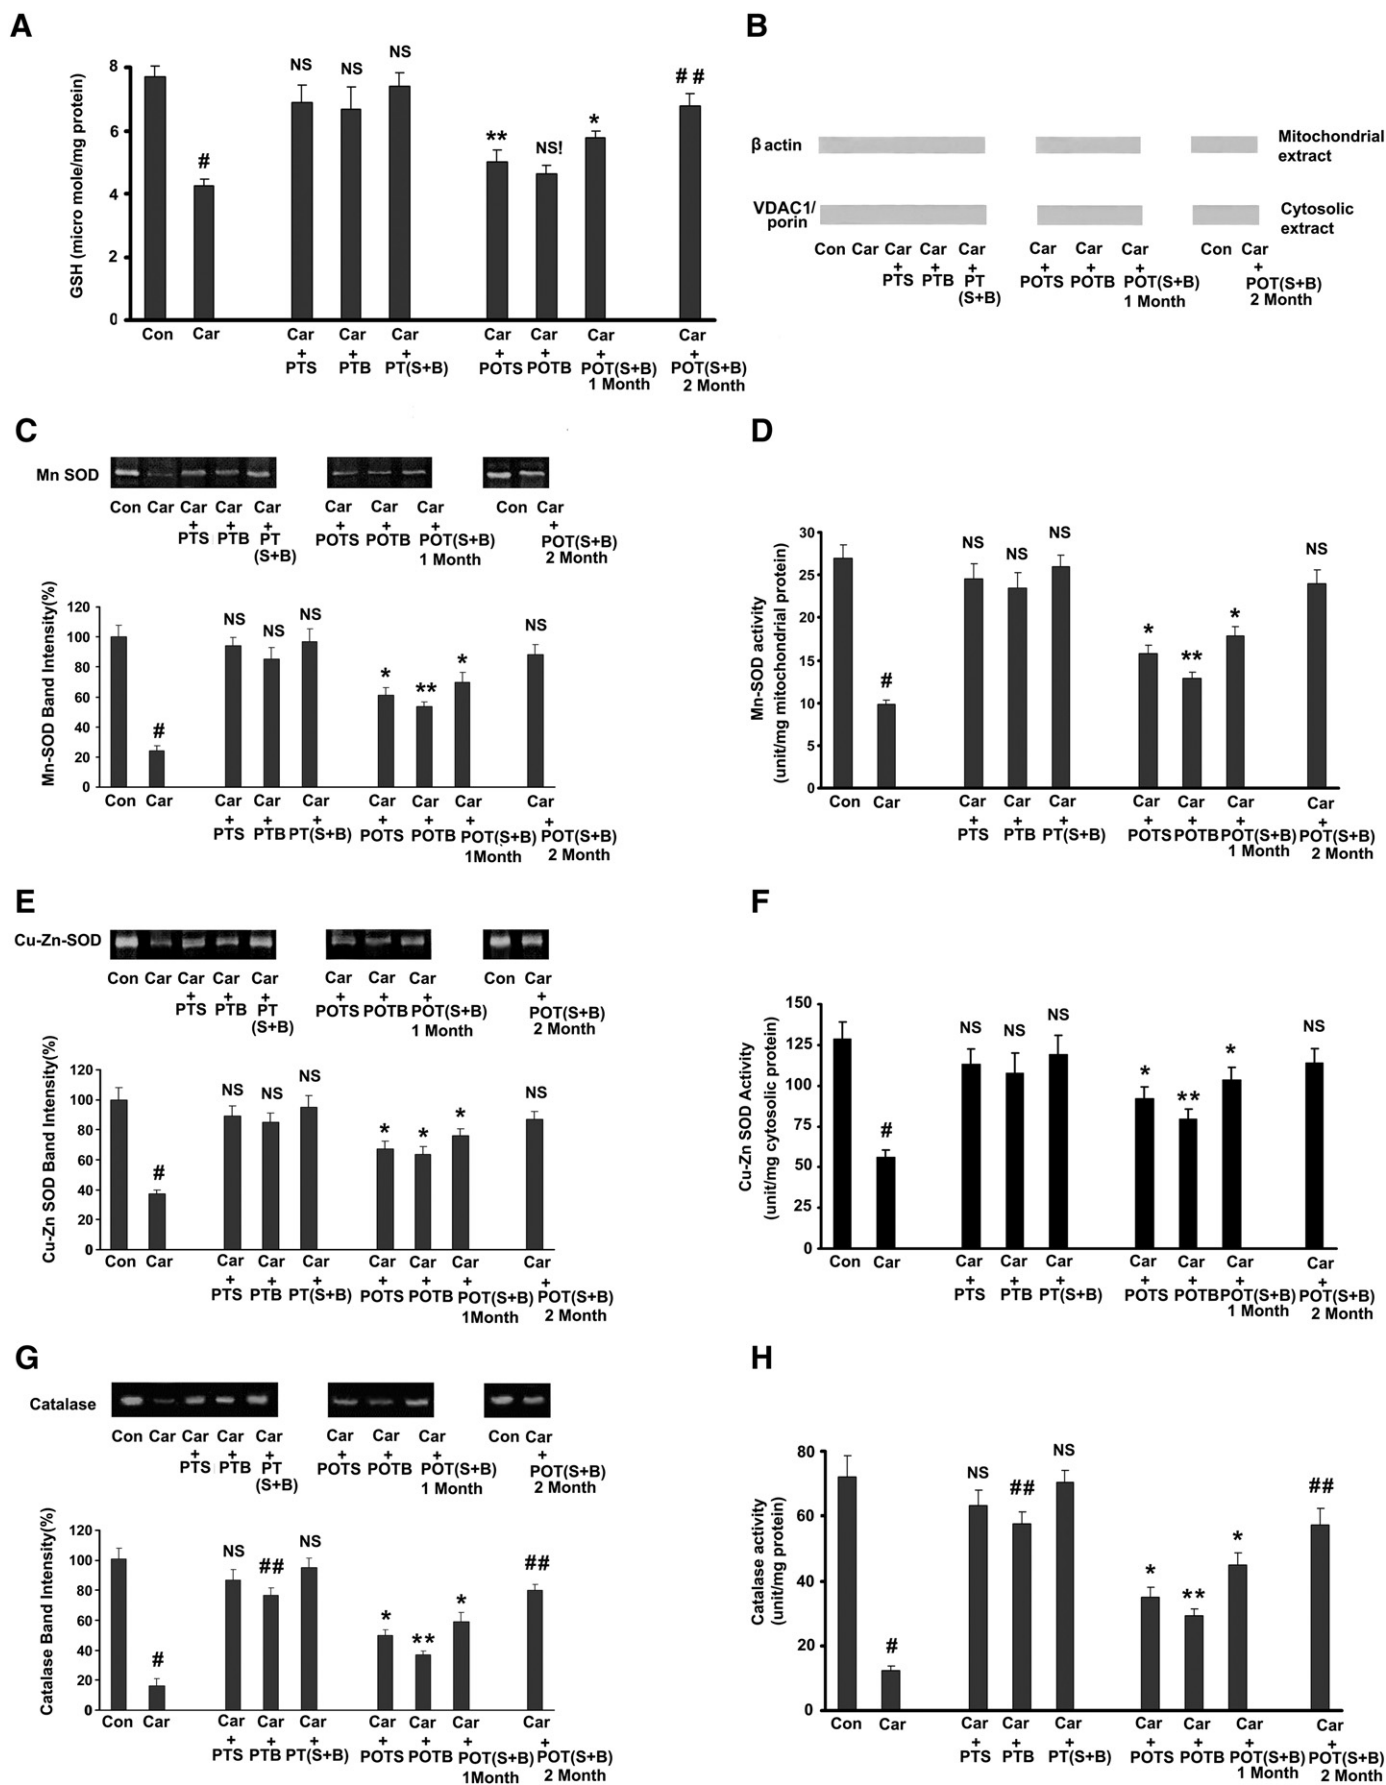 A
GSH (micro mole/mg protein)
8
6
4
2
0
#
NS
NS
NS
**
NS!
*
# #
Con Car Car Car Car Car Car Car Car
+ + + + + + +
PTS PTB PT(S+B) POTS POTB POT(S+B) POT(S+B)
1 Month 2 Month
B
β actin
Mitochondrial
extract
VDAC1/
porin
Cytosolic
extract
Con Car Car Car Car Car Car Car Con Car
+ + + + + + +
PTS PTB PT POTS POTB POT(S+B) POT(S+B)
(S+B) 1 Month 2 Month
C
Mn SOD
Con Car Car Car Car Car Car Car Con Car
+ + + + + + +
PTS PTB PT POTS POTB POT(S+B) POT(S+B)
(S+B) 1 Month 2 Month
Mn-SOD Band Intensity(%)
120
100
80
60
40
20
0
#
NS
NS
NS
*
**
*
NS
Con Car Car Car Car Car Car Car Car
+ + + + + + +
PTS PTB PT(S+B) POTS POTB POT(S+B) POT(S+B)
1Month 2 Month
D
Mn-SOD activity
(unit/mg mitochondrial protein)
30
25
20
15
10
5
0
#
NS
NS
NS
*
**
*
NS
Con Car Car Car Car Car Car Car Car
+ + + + + + +
PTS PTB PT(S+B) POTS POTB POT(S+B) POT(S+B)
1 Month 2 Month
E
Cu-Zn-SOD
Con Car Car Car Car Car Car Car Con Car
+ + + + + + +
PTS PTB PT POTS POTB POT(S+B) POT(S+B)
(S+B) 1 Month 2 Month
Cu-Zn SOD Band Intensity(%)
120
100
80
60
40
20
0
#
NS
NS
NS
*
*
*
NS
Con Car Car Car Car Car Car Car Car
+ + + + + + +
PTS PTB PT(S+B) POTS POTB POT(S+B) POT(S+B)
1Month 2 Month
F
Cu-Zn SOD Activity
(unit/mg cytosolic protein)
150
125
100
75
50
25
0
#
NS
NS
NS
*
**
*
NS
Con Car Car Car Car Car Car Car Car
+ + + + + + +
PTS PTB PT(S+B) POTS POTB POT(S+B) POT(S+B)
1 Month 2 Month
G
Catalase
Con Car Car Car Car Car Car Car Con Car
+ + + + + + +
PTS PTB PT POTS POTB POT(S+B) POT(S+B)
(S+B) 1 Month 2 Month
Catalase Band Intensity(%)
120
100
80
60
40
20
0
#
NS
##
NS
*
**
*
##
Con Car Car Car Car Car Car Car Car
+ + + + + + +
PTS PTB PT(S+B) POTS POTB POT(S+B) POT(S+B)
1Month 2 Month
H
Catalase activity
(unit/mg protein)
80
60
40
20
0
#
NS
##
NS
*
**
*
##
Con Car Car Car Car Car Car Car Car
+ + + + + + +
PTS PTB PT(S+B) POTS POTB POT(S+B) POT(S+B)
1 Month 2 Month